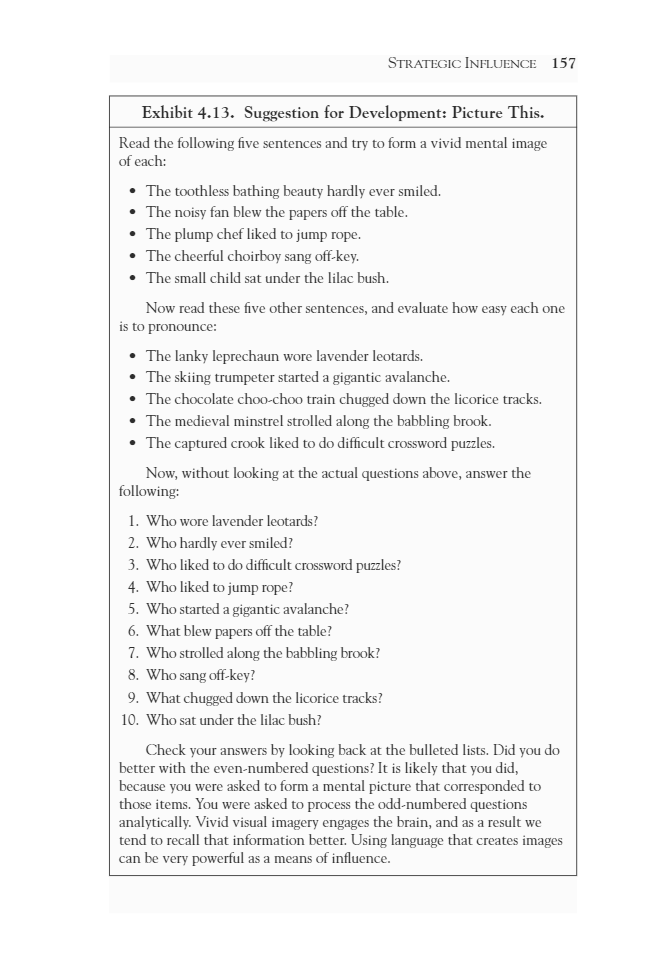 STRATEGIC INFLUENCE 157
Exhibit 4.13. Suggestion for Development: Picture This.
Read the following five sentences and try to form a vivid mental image
of each:
• The toothless bathing beauty hardly ever smiled.
• The noisy fan blew the papers off the table.
• The plump chef liked to jump rope.
• The cheerful choirboy sang off-key.
• The small child sat under the lilac bush.
Now read these five other sentences, and evaluate how easy each one
is to pronounce:
• The lanky leprechaun wore lavender leotards.
• The skiing trumpeter started a gigantic avalanche.
• The chocolate choo-choo train chugged down the licorice tracks.
• The medieval minstrel strolled along the babbling brook.
• The captured crook liked to do difficult crossword puzzles.
Now, without looking at the actual questions above, answer the
following:
1. Who wore lavender leotards?
2. Who hardly ever smiled?
3. Who liked to do difficult crossword puzzles?
4. Who liked to jump rope?
5. Who started a gigantic avalanche?
6. What blew papers off the table?
7. Who strolled along the babbling brook?
8. Who sang off-key?
9. What chugged down the licorice tracks?
10. Who sat under the lilac bush?
Check your answers by looking back at the bulleted lists. Did you do
better with the even-numbered questions? It is likely that you did,
because you were asked to form a mental picture that corresponded to
those items. You were asked to process the odd-numbered questions
analytically. Vivid visual imagery engages the brain, and as a result we
tend to recall that information better. Using language that creates images
can be very powerful as a means of influence.